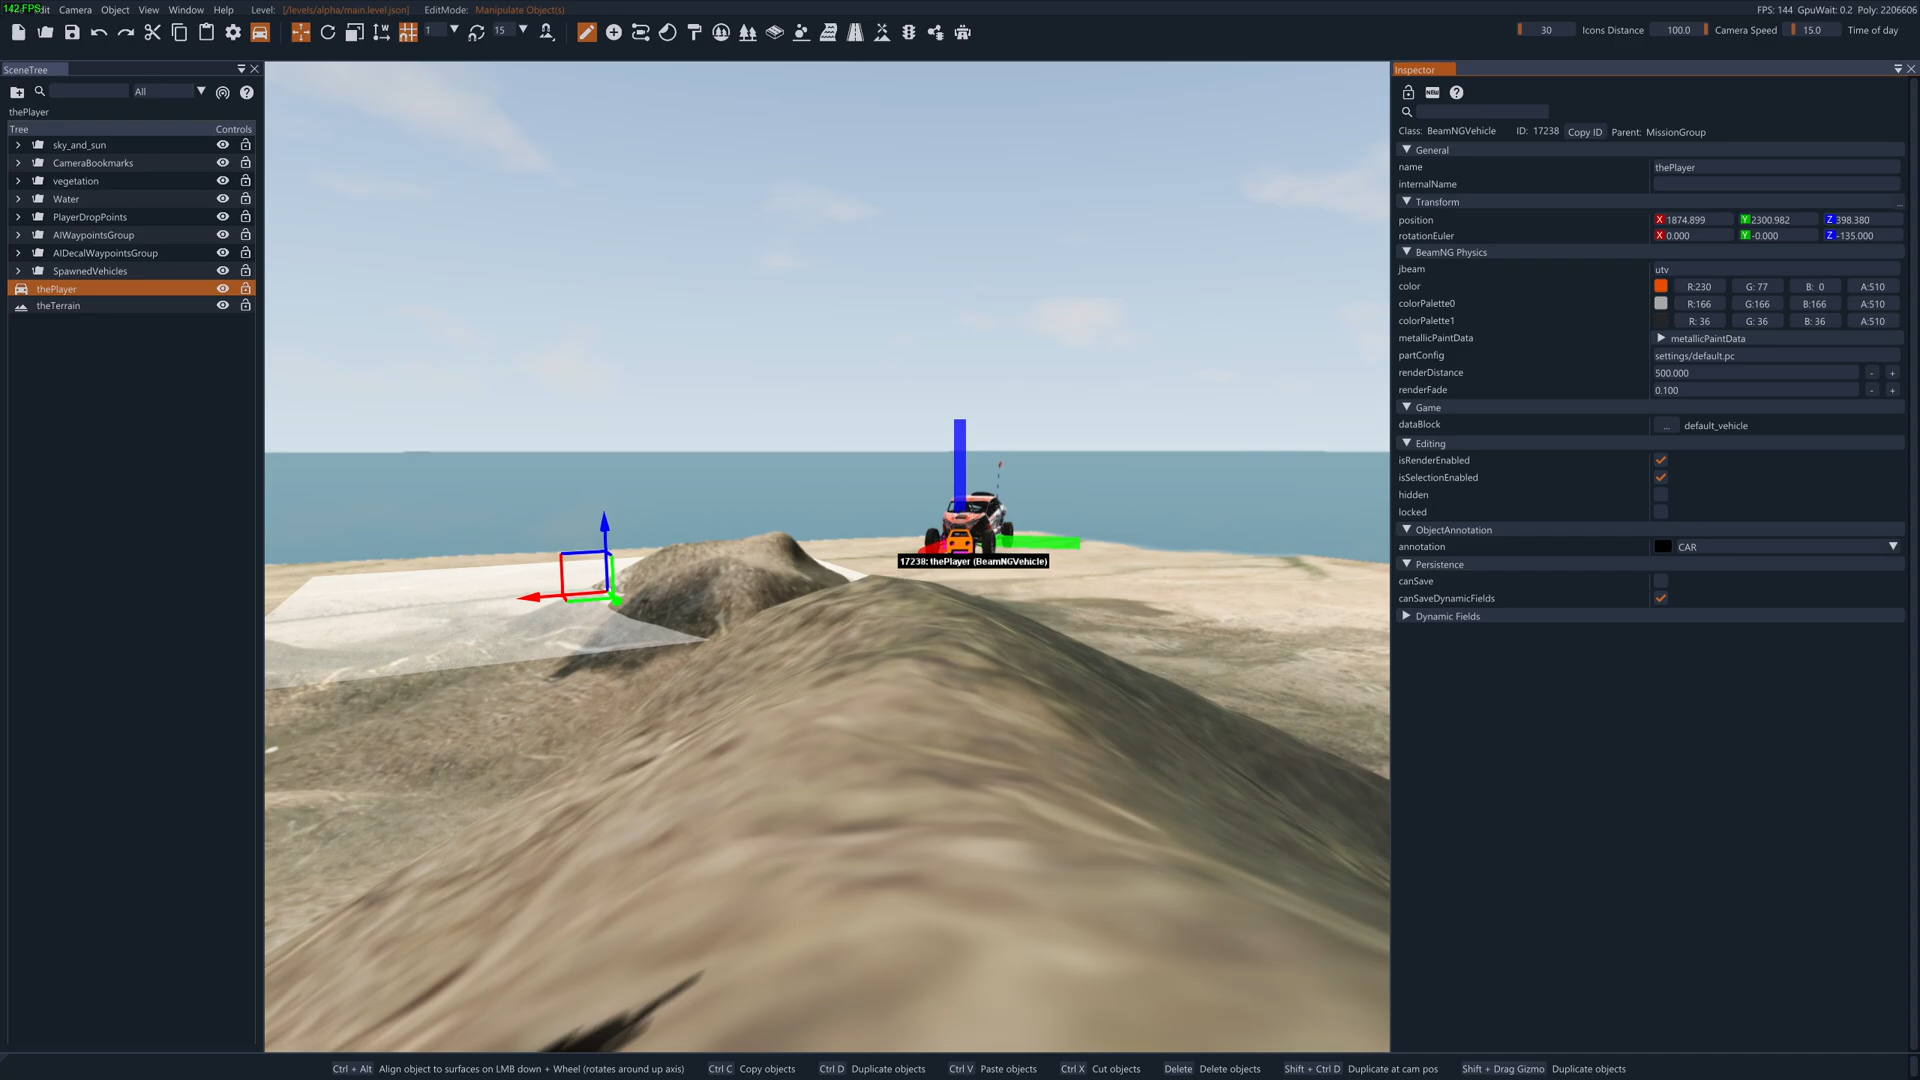 142 FPS
Edit Camera Object View Window Help Level: [/levels/alpha/main.level.json] EditMode: Manipulate Object(s)
FPS: 144 GpuWait: 0.2 Poly: 2206606
1 15
30 Icons Distance 100.0 Camera Speed 15.0 Time of day
SceneTree
All
thePlayer
Tree Controls
sky_and_sun
CameraBookmarks
vegetation
Water
PlayerDropPoints
AIWaypointsGroup
AIDecalWaypointsGroup
SpawnedVehicles
thePlayer
theTerrain
17238: thePlayer (BeamNGVehicle)
Inspector
NEW
Class: BeamNGVehicle ID: 17238 Copy ID Parent: MissionGroup
General
name thePlayer
internalName
Transform ...
position X 1874.899 Y 2300.982 Z 398.380
rotationEuler X 0.000 Y -0.000 Z -135.000
BeamNG Physics
jbeam utv
color R:230 G: 77 B: 0 A:510
colorPalette0 R:166 G:166 B:166 A:510
colorPalette1 R: 36 G: 36 B: 36 A:510
metallicPaintData metallicPaintData
partConfig settings/default.pc
renderDistance 500.000 - +
renderFade 0.100 - +
Game
dataBlock ... default_vehicle
Editing
isRenderEnabled
isSelectionEnabled
hidden
locked
ObjectAnnotation
annotation CAR
Persistence
canSave
canSaveDynamicFields
Dynamic Fields
Ctrl + Alt Align object to surfaces on LMB down + Wheel (rotates around up axis) Ctrl C Copy objects Ctrl D Duplicate objects Ctrl V Paste objects Ctrl X Cut objects Delete Delete objects Shift + Ctrl D Duplicate at cam pos Shift + Drag Gizmo Duplicate objects